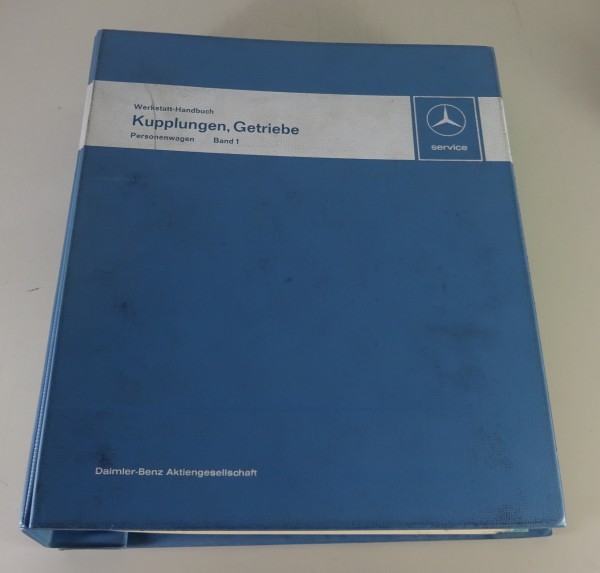 Werkstatt-Handbuch
Kupplungen, Getriebe
Personenwagen Band 1
service
Daimler-Benz Aktiengesellschaft